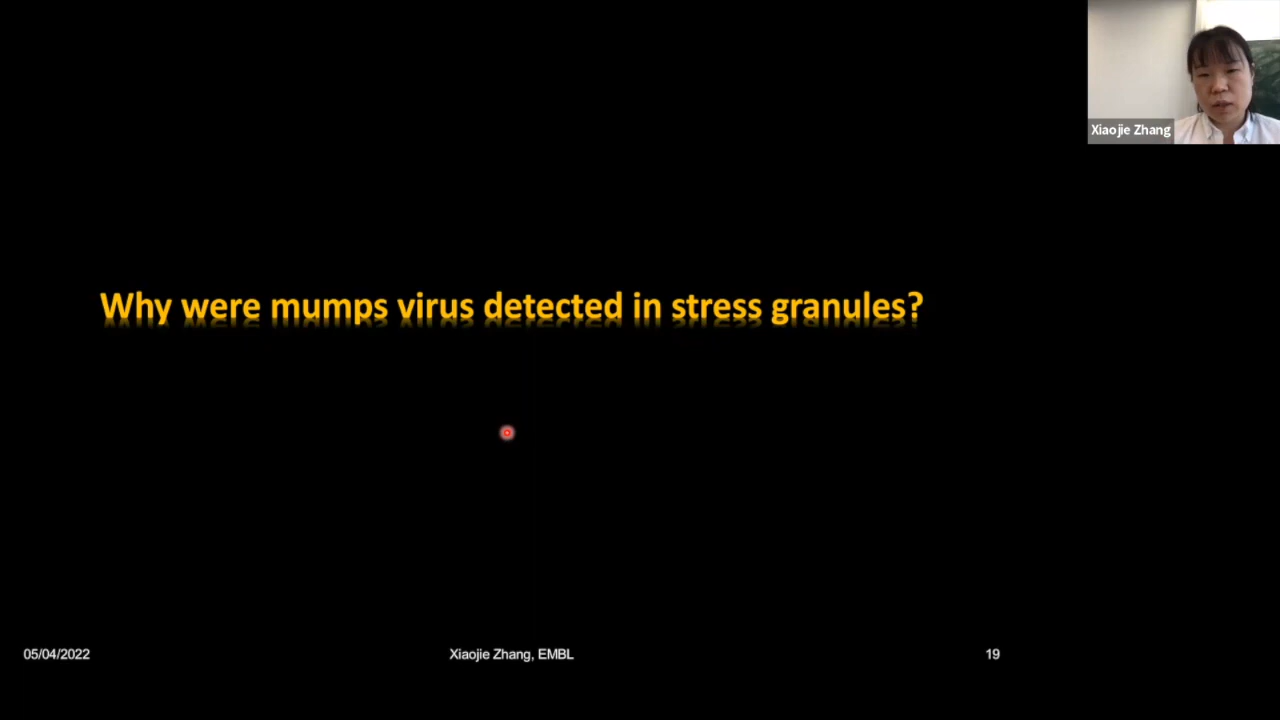 Xiaojie Zhang
Why were mumps virus detected in stress granules?
05/04/2022
Xiaojie Zhang, EMBL
19